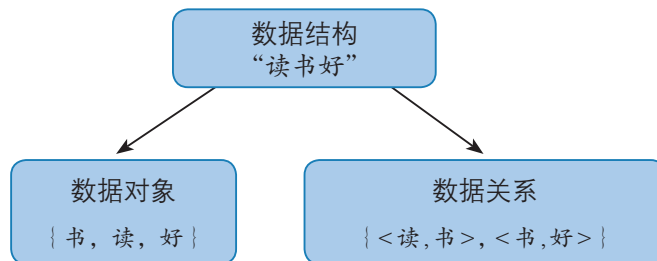 数据结构
“读书好”
数据对象
{书，读，好}
数据关系
{<读,书>，<书,好>}